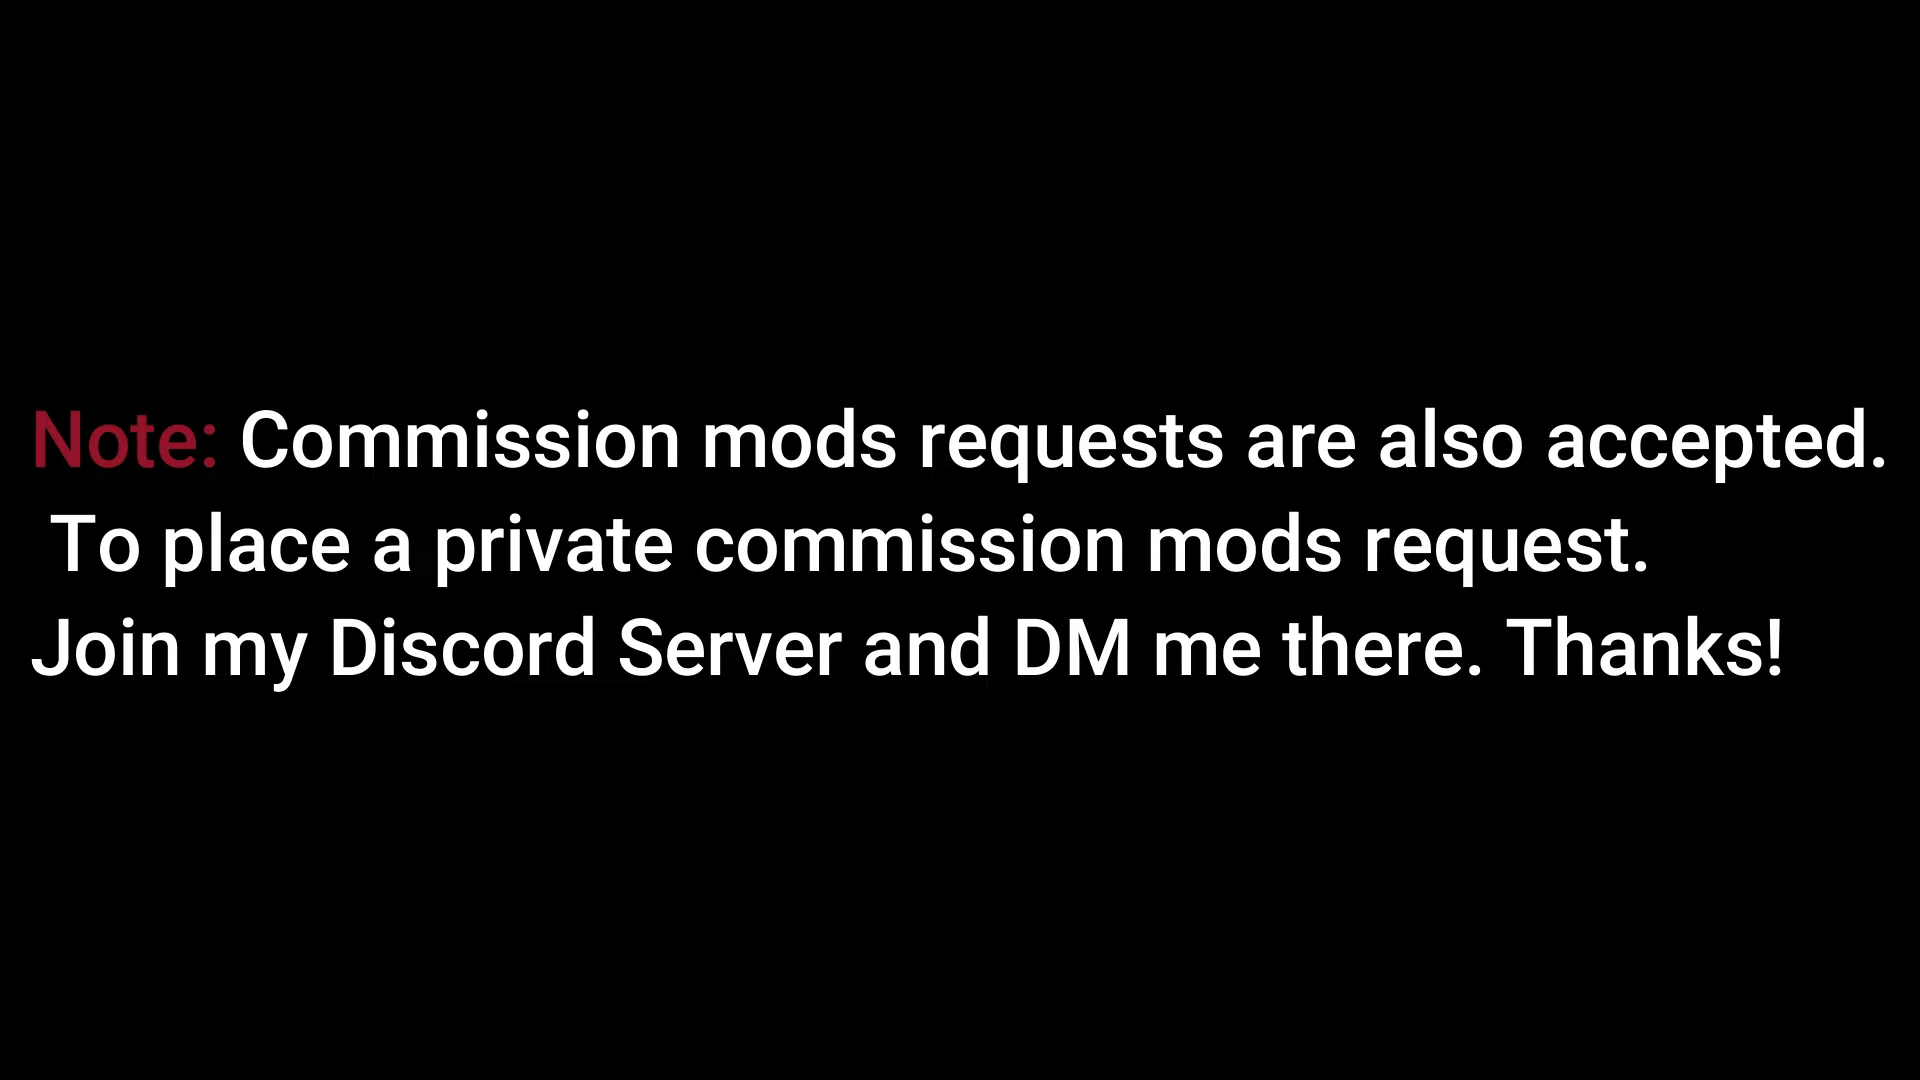 Note: Commission mods requests are also accepted.
To place a private commission mods request.
Join my Discord Server and DM me there. Thanks!